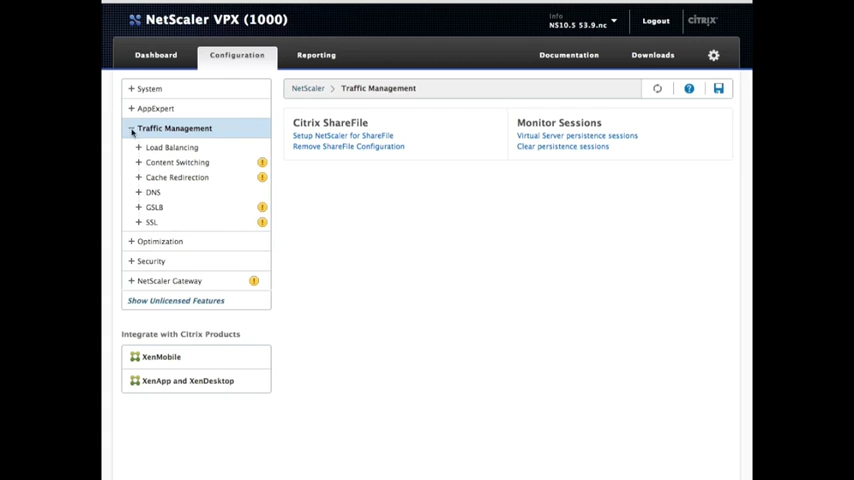 NetScaler VPX (1000)
Info
NS10.5 53.9.nc
Logout
CITRIX
Dashboard
Configuration
Reporting
Documentation
Downloads
System
AppExpert
Traffic Management
Load Balancing
Content Switching
Cache Redirection
DNS
GSLB
SSL
Optimization
Security
NetScaler Gateway
Show Unlicensed Features
Integrate with Citrix Products
XenMobile
XenApp and XenDesktop
NetScaler > Traffic Management
Citrix ShareFile
Setup NetScaler for ShareFile
Remove ShareFile Configuration
Monitor Sessions
Virtual Server persistence sessions
Clear persistence sessions